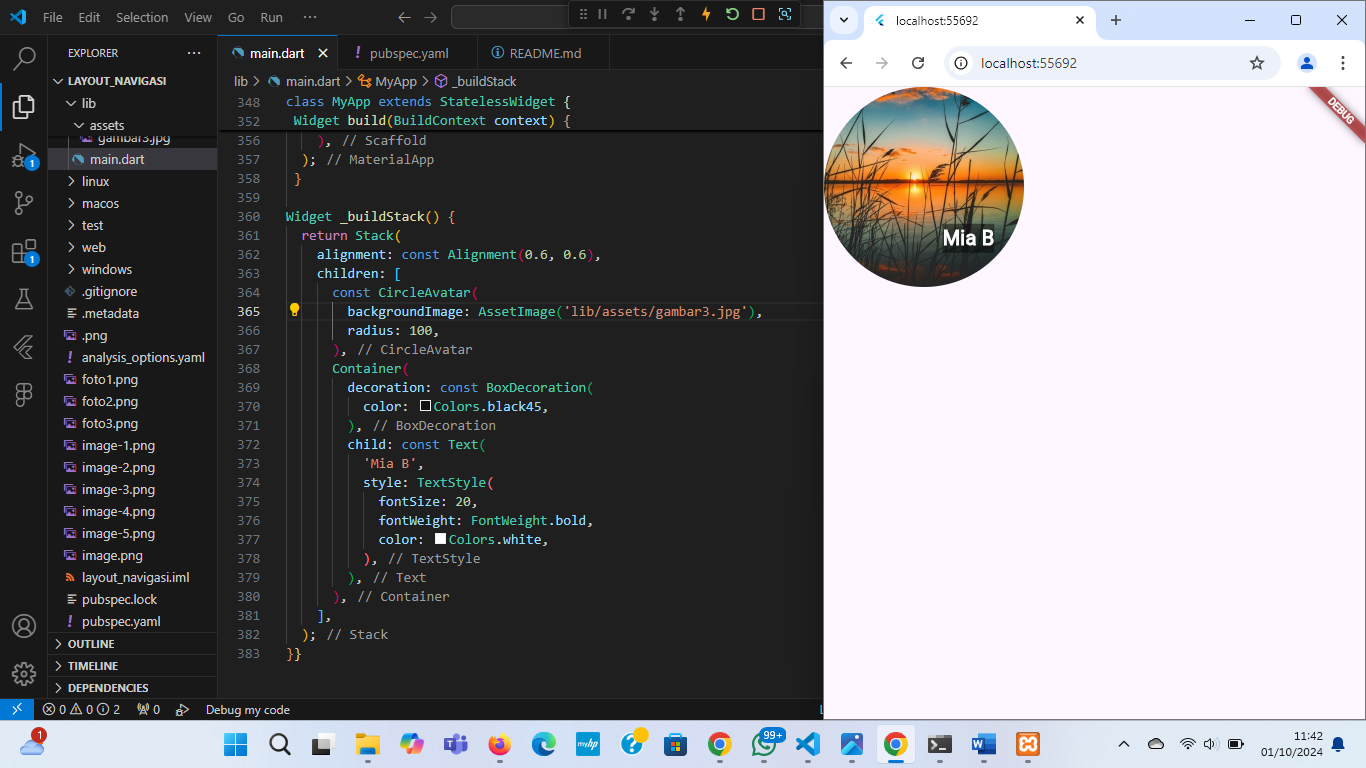 File Edit Selection View Go Run ···
EXPLORER ···
LAYOUT_NAVIGASI
lib
assets
gambar3.jpg
main.dart
linux
macos
test
web
windows
.gitignore
.metadata
.png
analysis_options.yaml
foto1.png
foto2.png
foto3.png
image-1.png
image-2.png
image-3.png
image-4.png
image-5.png
image.png
layout_navigasi.iml
pubspec.lock
pubspec.yaml
OUTLINE
TIMELINE
DEPENDENCIES
1
1
main.dart pubspec.yaml README.md
lib > main.dart > MyApp > _buildStack
348 class MyApp extends StatelessWidget {
352 Widget build(BuildContext context) {
356 ), // Scaffold
357 ); // MaterialApp
358 }
359
360 Widget _buildStack() {
361 return Stack(
362 alignment: const Alignment(0.6, 0.6),
363 children: [
364 const CircleAvatar(
365 backgroundImage: AssetImage('lib/assets/gambar3.jpg'),
366 radius: 100,
367 ), // CircleAvatar
368 Container(
369 decoration: const BoxDecoration(
370 color: Colors.black45,
371 ), // BoxDecoration
372 child: const Text(
373 'Mia B',
374 style: TextStyle(
375 fontSize: 20,
376 fontWeight: FontWeight.bold,
377 color: Colors.white,
378 ), // TextStyle
379 ), // Text
380 ), // Container
381 ],
382 ); // Stack
383 }}
0 0 2 0 Debug my code
localhost:55692
localhost:55692
DEBUG
Mia B
1
myhp
99+
11:42
01/10/2024